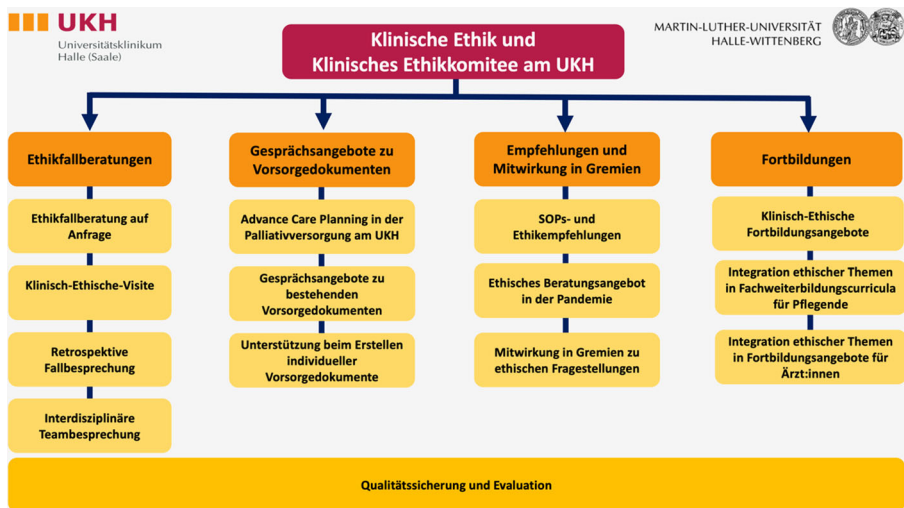 UKH
Universitätsklinikum
Halle (Saale)
Klinische Ethik und
Klinisches Ethikkomitee am UKH
MARTIN-LUTHER-UNIVERSITÄT
HALLE-WITTENBERG
Ethikfallberatungen
Ethikfallberatung auf
Anfrage
Klinisch-Ethische-Visite
Retrospektive
Fallbesprechung
Interdisziplinäre
Teambesprechung
Gesprächsangebote zu
Vorsorgedokumenten
Advance Care Planning in der
Palliativversorgung am UKH
Gesprächsangebote zu
bestehenden
Vorsorgedokumenten
Unterstützung beim Erstellen
individueller
Vorsorgedokumente
Empfehlungen und
Mitwirkung in Gremien
SOPs- und
Ethikempfehlungen
Ethisches Beratungsangebot
in der Pandemie
Mitwirkung in Gremien zu
ethischen Fragestellungen
Fortbildungen
Klinisch-Ethische
Fortbildungsangebote
Integration ethischer Themen
in Fachweiterbildungscurricula
für Pflegende
Integration ethischer Themen
in Fortbildungsangebote für
Ärzt:innen
Qualitätssicherung und Evaluation